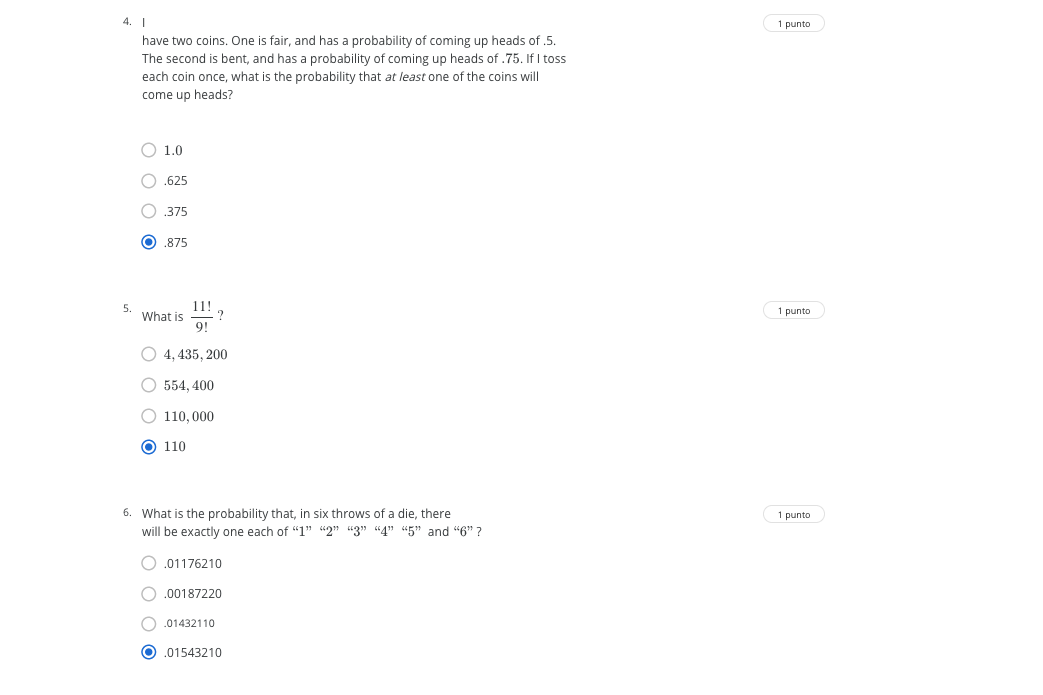 4. I
1 punto
have two coins. One is fair, and has a probability of coming up heads of .5.
The second is bent, and has a probability of coming up heads of .75. If I toss
each coin once, what is the probability that at least one of the coins will
come up heads?
1.0
.625
.375
.875
5. What is 11!/9! ?
1 punto
4,435,200
554,400
110,000
110
6. What is the probability that, in six throws of a die, there
1 punto
will be exactly one each of “1” “2” “3” “4” “5” and “6” ?
.01176210
.00187220
.01432110
.01543210